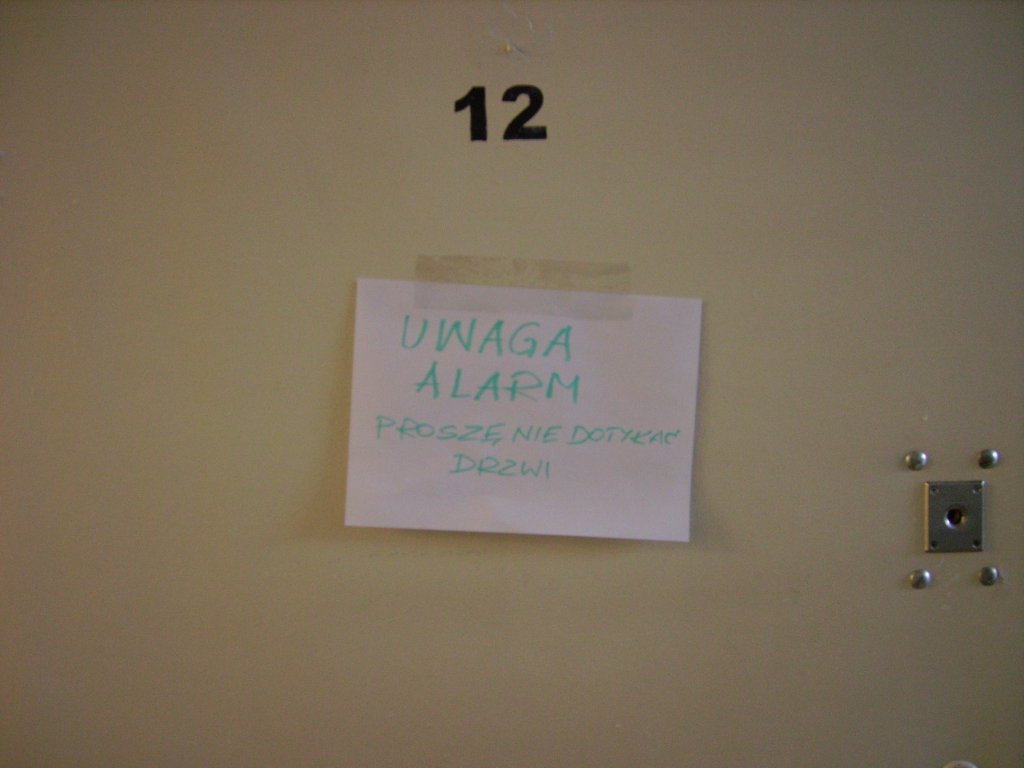 12
UWAGA
ALARM
PROSZĘ NIE DOTYKAĆ
DRZWI